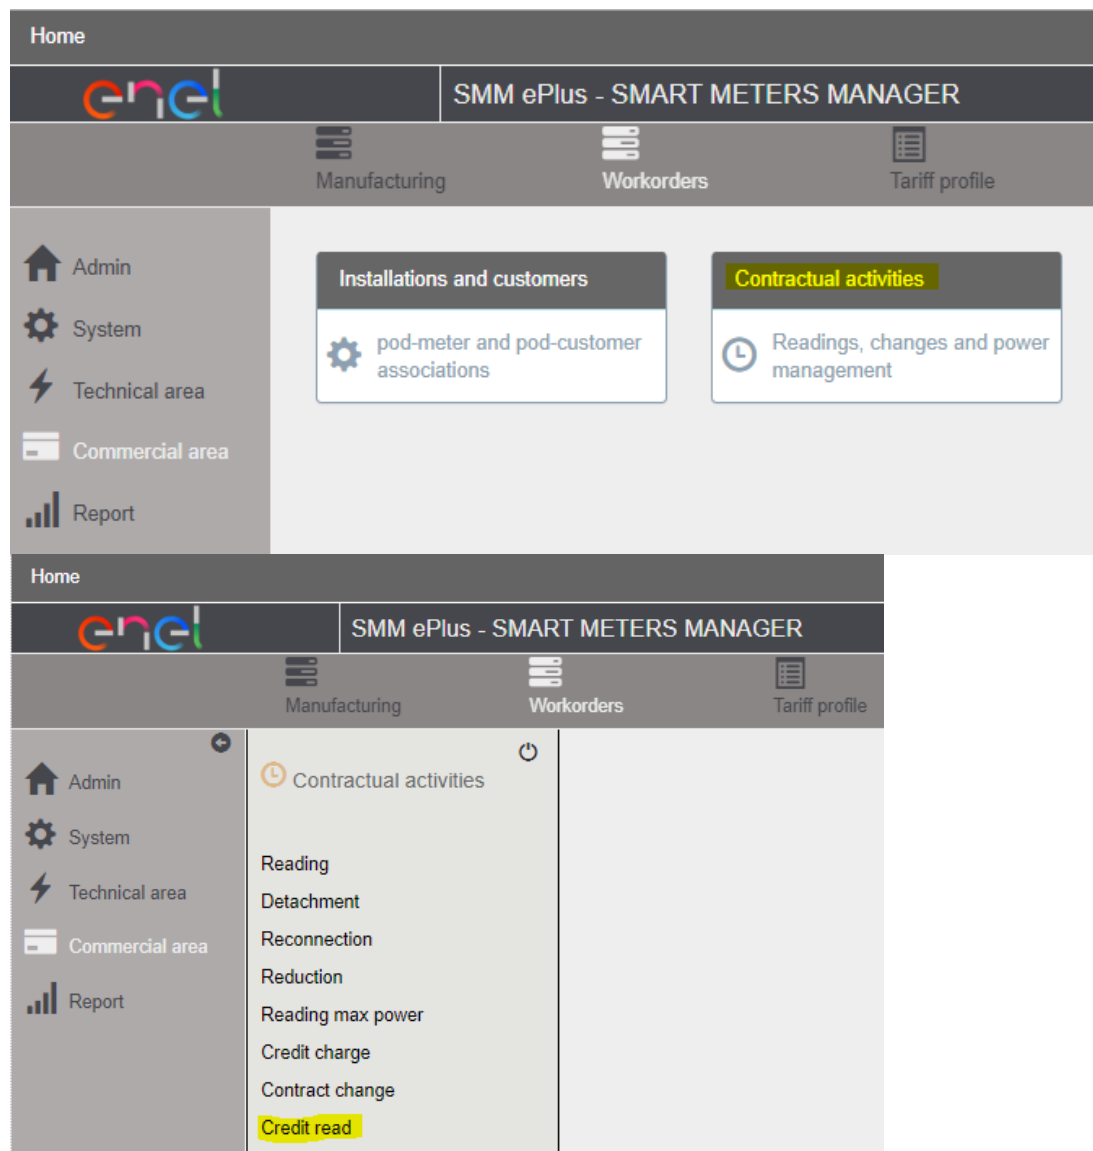 Home
enel
SMM ePlus - SMART METERS MANAGER
Manufacturing
Workorders
Tariff profile
Admin
System
Technical area
Commercial area
Report
Installations and customers
pod-meter and pod-customer
associations
Contractual activities
Readings, changes and power
management
Home
enel
SMM ePlus - SMART METERS MANAGER
Manufacturing
Workorders
Tariff profile
Admin
System
Technical area
Commercial area
Report
Contractual activities
Reading
Detachment
Reconnection
Reduction
Reading max power
Credit charge
Contract change
Credit read